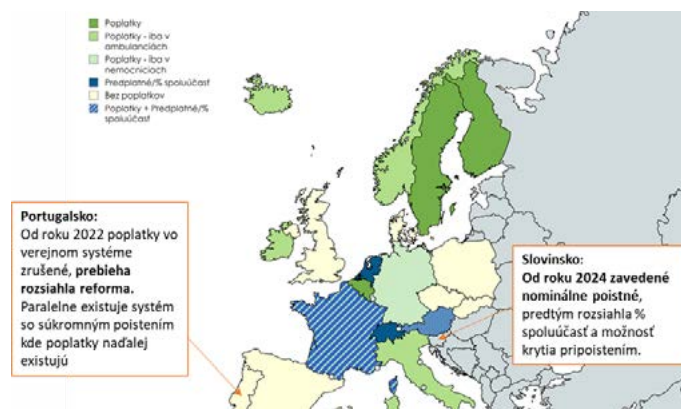 Poplatky
Poplatky - iba v
ambulanciách
Poplatky - iba v
nemocniciach
Predplatné/% spoluúčasť
Bez poplatkov
Poplatky + Predplatné/%
spoluúčasť
Portugalsko:
Od roku 2022 poplatky vo
verejnom systéme
zrušené, prebieha
rozsiahla reforma.
Paralelne existuje systém
so súkromným poistením
kde poplatky naďalej
existujú
Slovinsko:
Od roku 2024 zavedené
nominálne poistné,
predtým rozsiahla %
spoluúčasť a možnosť
krytia pripoistením.